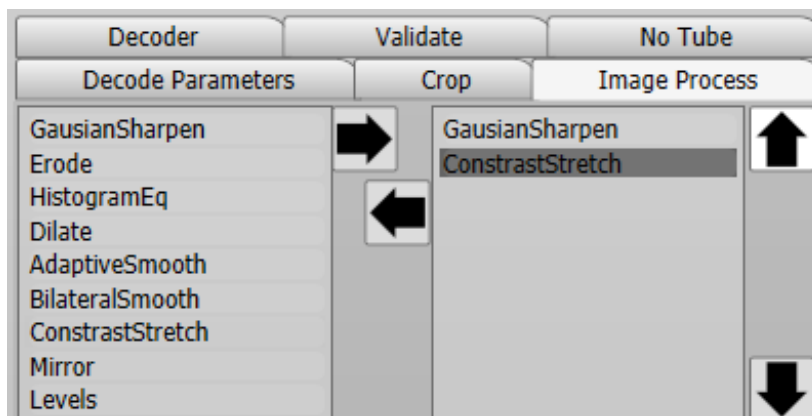 Decoder
Validate
No Tube
Decode Parameters
Crop
Image Process
GausianSharpen
Erode
HistogramEq
Dilate
AdaptiveSmooth
BilateralSmooth
ConstrastStretch
Mirror
Levels
GausianSharpen
ConstrastStretch